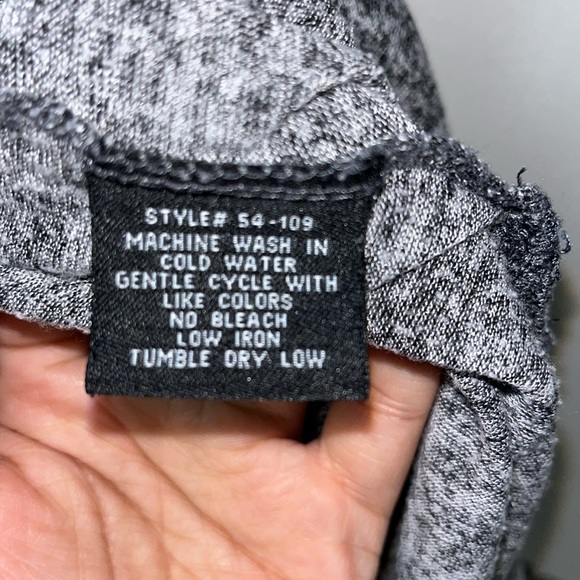 STYLE# 54-109
MACHINE WASH IN
COLD WATER
GENTLE CYCLE WITH
LIKE COLORS
NO BLEACH
LOW IRON
TUMBLE DRY LOW